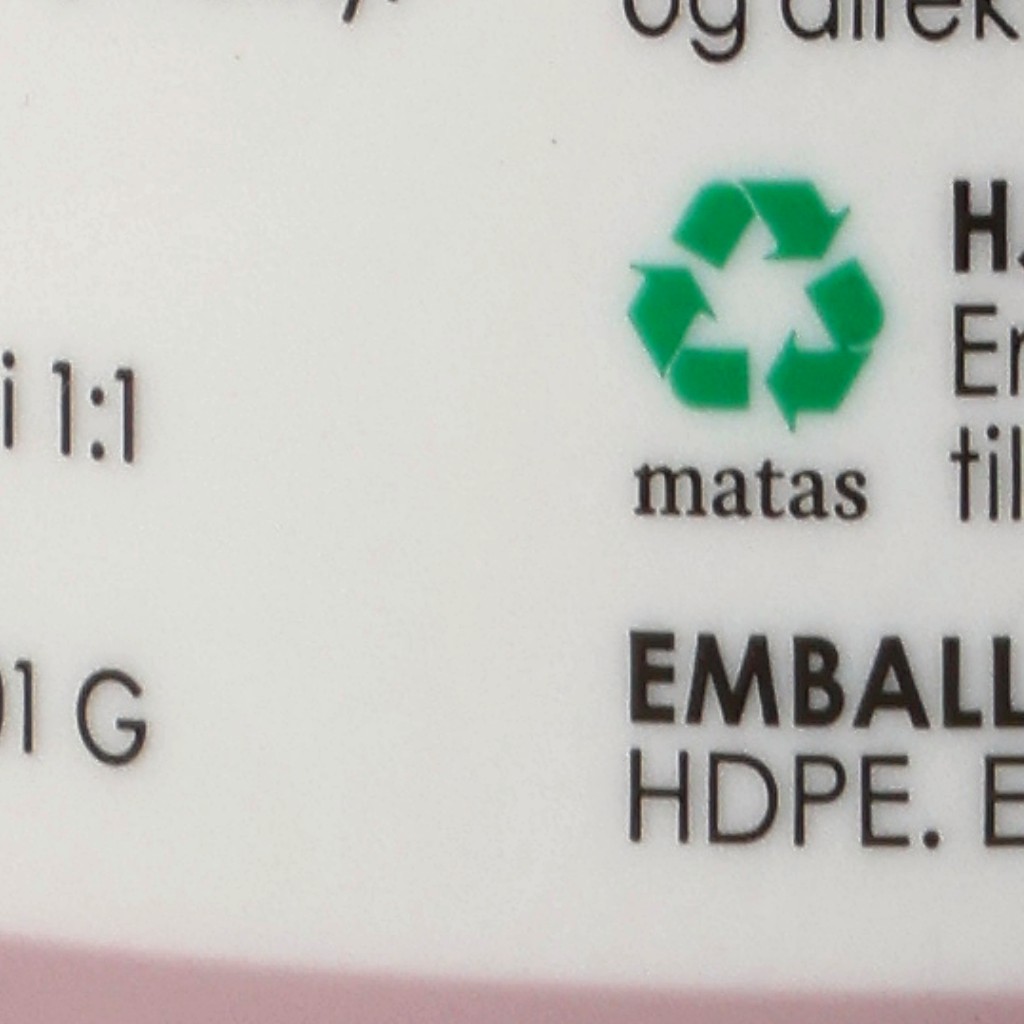 og direk
i 1:1
matas
H
En
til
01 G
EMBALL
HDPE. E